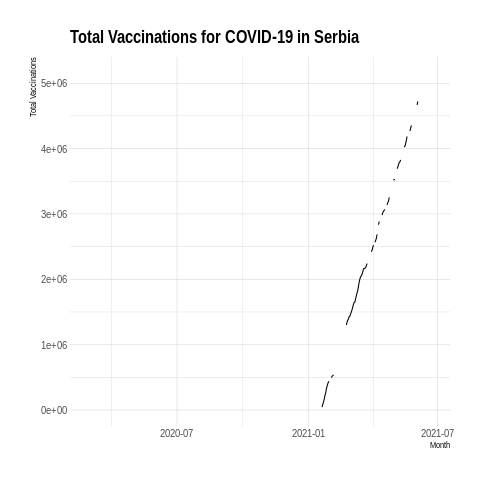 Total Vaccinations for COVID-19 in Serbia
Total Vaccinations
5e+06
4e+06
3e+06
2e+06
1e+06
0e+00
2020-07 2021-01 2021-07
Month